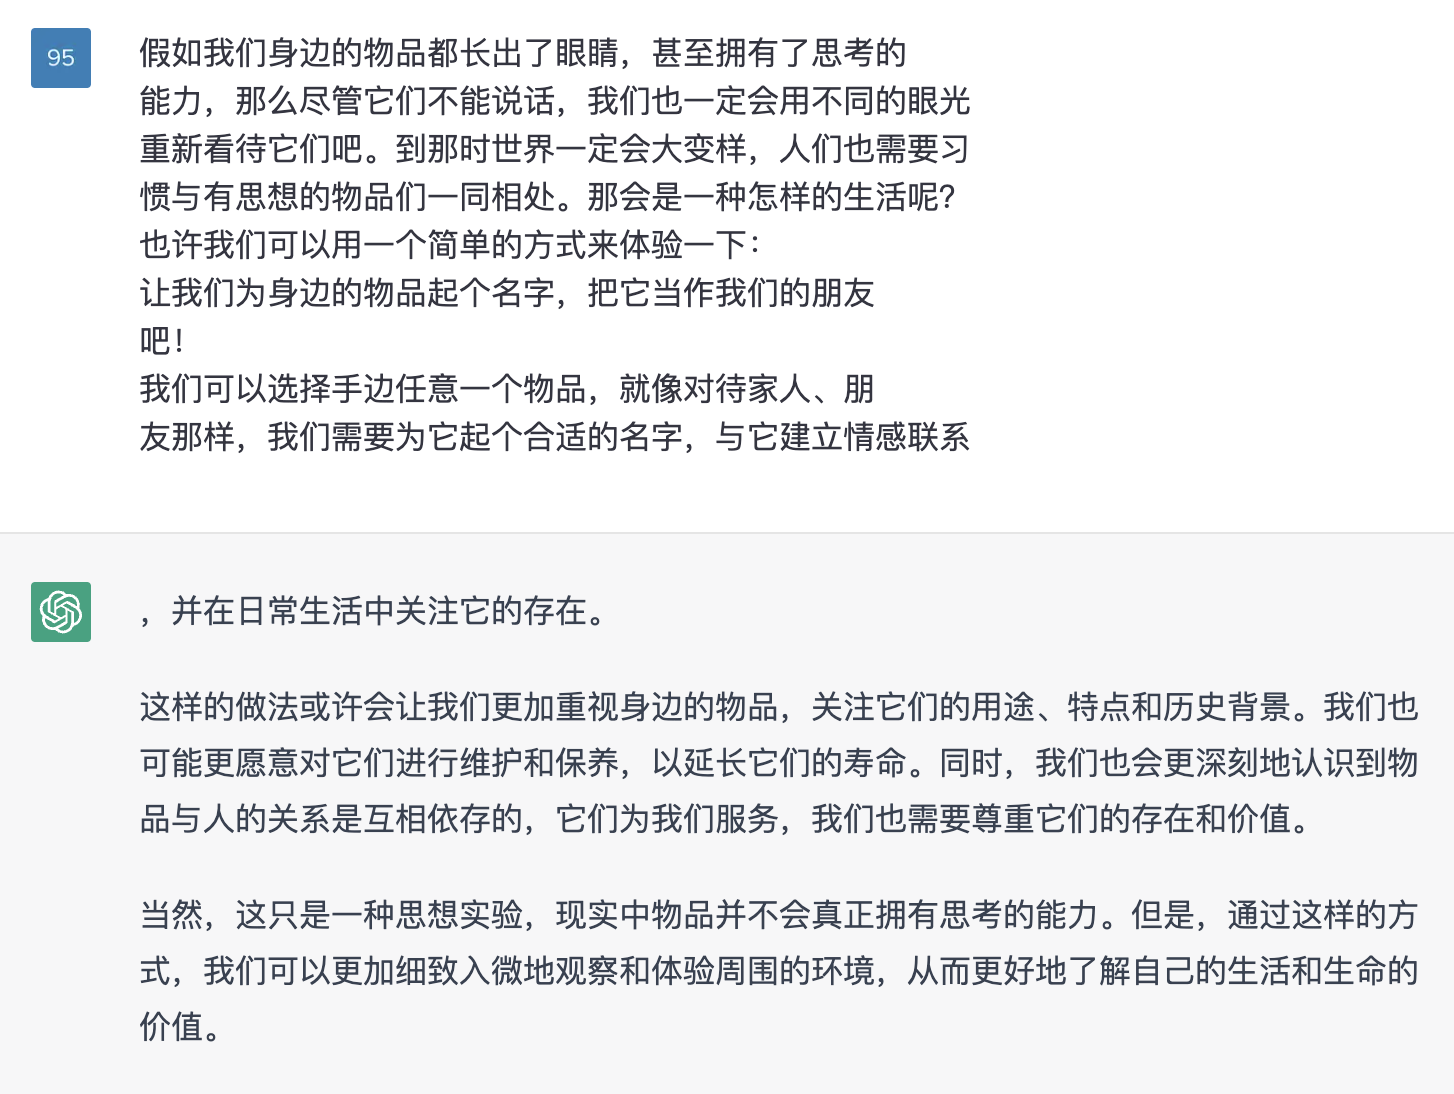 95
假如我们身边的物品都长出了眼睛，甚至拥有了思考的
能力，那么尽管它们不能说话，我们也一定会用不同的眼光
重新看待它们吧。到那时世界一定会大变样，人们也需要习
惯与有思想的物品们一同相处。那会是一种怎样的生活呢？
也许我们可以用一个简单的方式来体验一下：
让我们为身边的物品起个名字，把它当作我们的朋友
吧！
我们可以选择手边任意一个物品，就像对待家人、朋
友那样，我们需要为它起个合适的名字，与它建立情感联系
，并在日常生活中关注它的存在。
这样的做法或许会让我们更加重视身边的物品，关注它们的用途、特点和历史背景。我们也
可能更愿意对它们进行维护和保养，以延长它们的寿命。同时，我们也会更深刻地认识到物
品与人的关系是互相依存的，它们为我们服务，我们也需要尊重它们的存在和价值。
当然，这只是一种思想实验，现实中物品并不会真正拥有思考的能力。但是，通过这样的方
式，我们可以更加细致入微地观察和体验周围的环境，从而更好地了解自己的生活和生命的
价值。